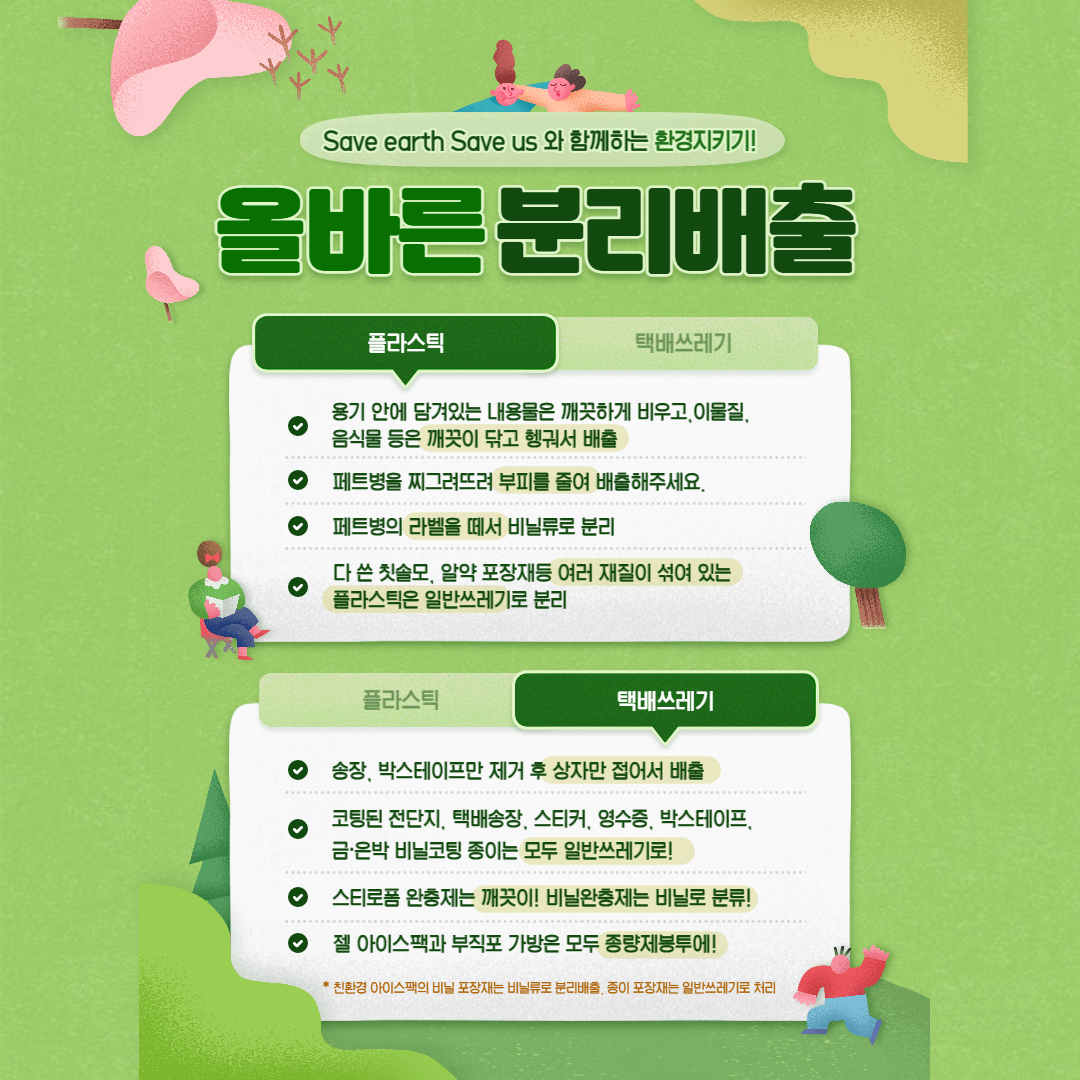 Save earth Save us 와 함께하는 환경지키기!
올바른 분리배출
플라스틱 택배쓰레기
용기 안에 담겨있는 내용물은 깨끗하게 비우고,이물질,
음식물 등은 깨끗이 닦고 헹궈서 배출
페트병을 찌그려뜨려 부피를 줄여 배출해주세요.
페트병의 라벨을 떼서 비닐류로 분리
다 쓴 칫솔모, 알약 포장재등 여러 재질이 섞여 있는
플라스틱은 일반쓰레기로 분리
플라스틱 택배쓰레기
송장, 박스테이프만 제거 후 상자만 접어서 배출
코팅된 전단지, 택배송장, 스티커, 영수증, 박스테이프,
금·은박 비닐코팅 종이는 모두 일반쓰레기로!
스티로폼 완충제는 깨끗이! 비닐완충제는 비닐로 분류!
젤 아이스팩과 부직포 가방은 모두 종량제봉투에!
* 친환경 아이스팩의 비닐 포장재는 비닐류로 분리배출, 종이 포장재는 일반쓰레기로 처리